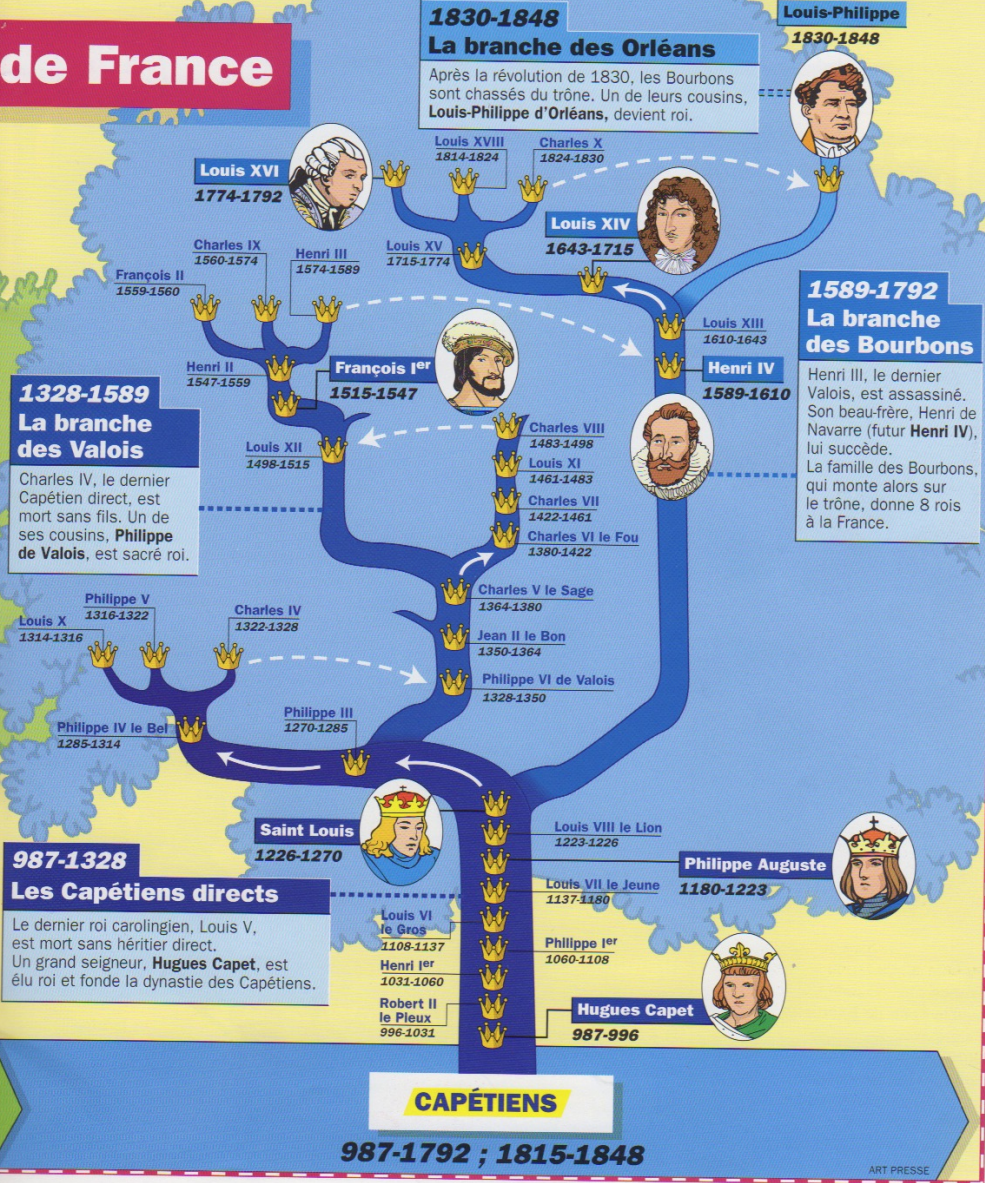 de France
1830-1848
La branche des Orléans
Après la révolution de 1830, les Bourbons
sont chassés du trône. Un de leurs cousins,
Louis-Philippe d'Orléans, devient roi.
Louis-Philippe
1830-1848
Louis XVI
1774-1792
Louis XVIII
1814-1824
Charles X
1824-1830
Louis XIV
1643-1715
Louis XV
1715-1774
Charles IX
1560-1574
Henri III
1574-1589
François II
1559-1560
Henri II
1547-1559
François Ier
1515-1547
Louis XIII
1610-1643
Henri IV
1589-1610
1589-1792
La branche
des Bourbons
Henri III, le dernier
Valois, est assassiné.
Son beau-frère, Henri de
Navarre (futur Henri IV),
lui succède.
La famille des Bourbons,
qui monte alors sur
le trône, donne 8 rois
à la France.
1328-1589
La branche
des Valois
Charles IV, le dernier
Capétien direct, est
mort sans fils. Un de
ses cousins, Philippe
de Valois, est sacré roi.
Louis XII
1498-1515
Charles VIII
1483-1498
Louis XI
1461-1483
Charles VII
1422-1461
Charles VI le Fou
1380-1422
Charles V le Sage
1364-1380
Jean II le Bon
1350-1364
Philippe VI de Valois
1328-1350
Philippe V
1316-1322
Louis X
1314-1316
Charles IV
1322-1328
Philippe IV le Bel
1285-1314
Philippe III
1270-1285
Saint Louis
1226-1270
Louis VIII le Lion
1223-1226
Philippe Auguste
1180-1223
987-1328
Les Capétiens directs
Le dernier roi carolingien, Louis V,
est mort sans héritier direct.
Un grand seigneur, Hugues Capet, est
élu roi et fonde la dynastie des Capétiens.
Louis VII le Jeune
1137-1180
Louis VI
le Gros
1108-1137
Philippe Ier
1060-1108
Henri Ier
1031-1060
Robert II
le Pieux
996-1031
Hugues Capet
987-996
CAPÉTIENS
987-1792 ; 1815-1848
ART PRESSE